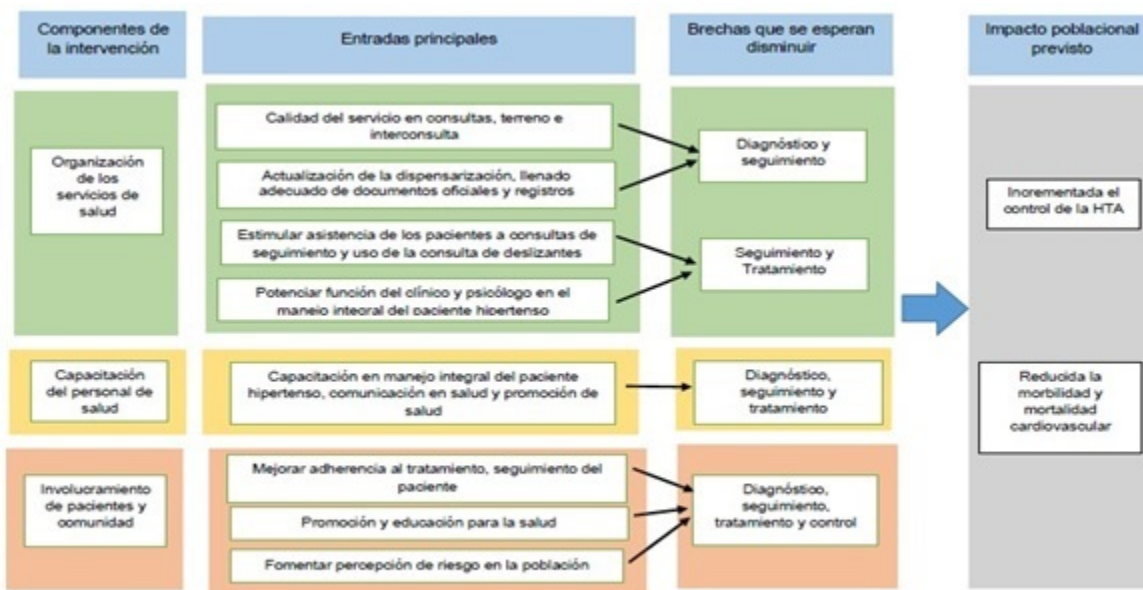 Componentes de
la intervención
Entradas principales
Brechas que se esperan
disminuir
Impacto poblacional
previsto
Organización
de los
servicios de
salud
Calidad del servicio en consultas, terreno e
interconsulta
Actualización de la dispensarización, llenado
adecuado de documentos oficiales y registros
Estimular asistencia de los pacientes a consultas de
seguimiento y uso de la consulta de deslizantes
Potenciar función del clínico y psicólogo en el
manejo integral del paciente hipertenso
Diagnóstico y
seguimiento
Seguimiento y
Tratamiento
Capacitación
del personal de
salud
Capacitación en manejo integral del paciente
hipertenso, comunicación en salud y promoción de
salud
Diagnóstico,
seguimiento y
tratamiento
Involucramiento
de pacientes y
comunidad
Mejorar adherencia al tratamiento, seguimiento del
paciente
Promoción y educación para la salud
Fomentar percepción de riesgo en la población
Diagnóstico,
seguimiento,
tratamiento y control
Incrementada el
control de la HTA
Reducida la
morbilidad y
mortalidad
cardiovascular